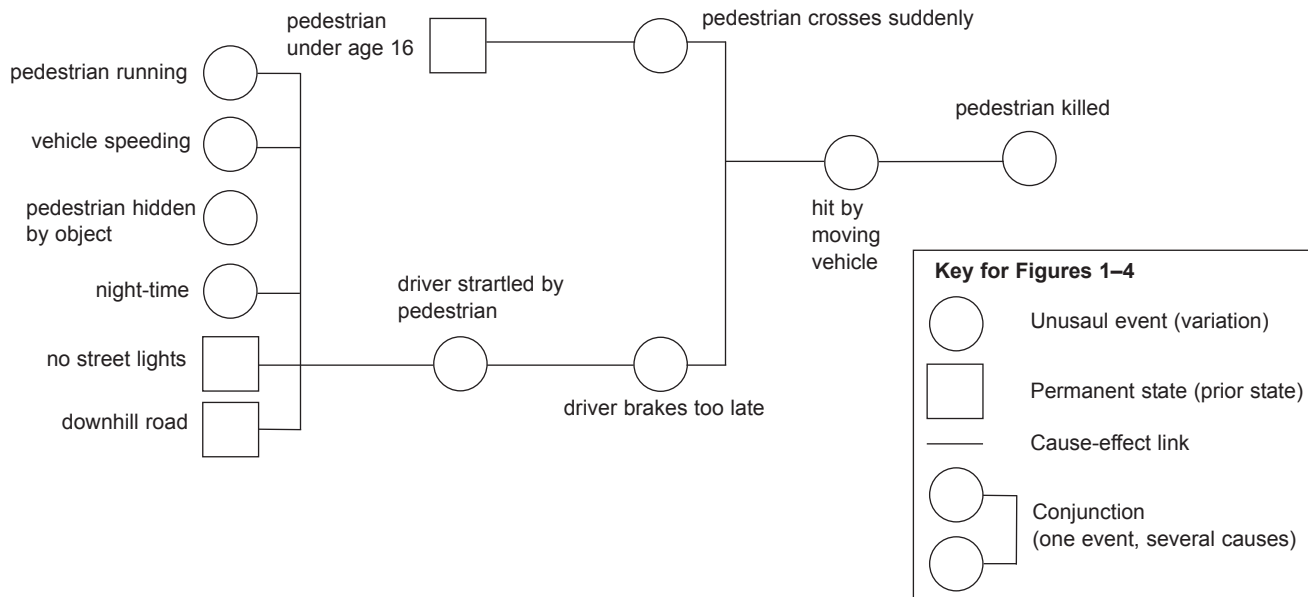 pedestrian
under age 16
pedestrian crosses suddenly
pedestrian running
vehicle speeding
pedestrian hidden
by object
night-time
no street lights
downhill road
driver strartled by
pedestrian
driver brakes too late
hit by
moving
vehicle
pedestrian killed
Key for Figures 1–4
Unusaul event (variation)
Permanent state (prior state)
Cause-effect link
Conjunction
(one event, several causes)